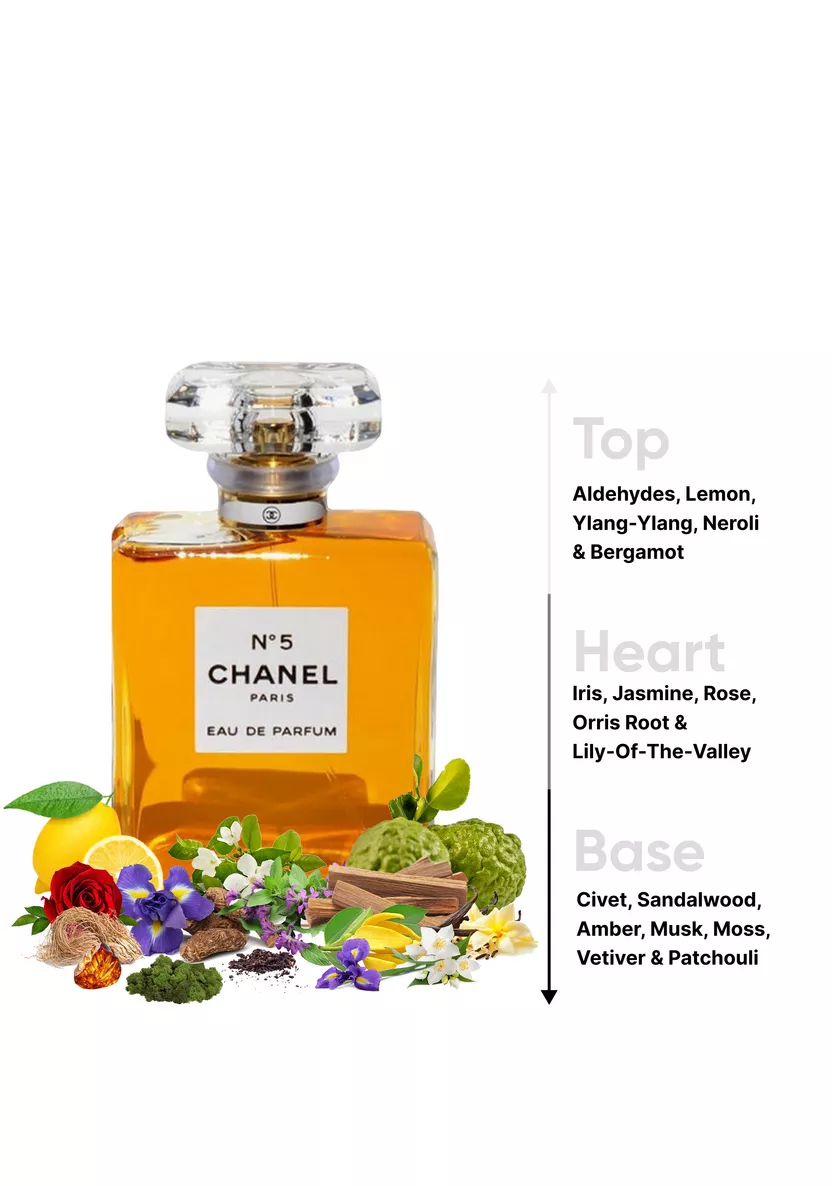 N°5
CHANEL
PARIS
EAU DE PARFUM
Top
Aldehydes, Lemon,
Ylang-Ylang, Neroli
& Bergamot
Heart
Iris, Jasmine, Rose,
Orris Root &
Lily-Of-The-Valley
Base
Civet, Sandalwood,
Amber, Musk, Moss,
Vetiver & Patchouli